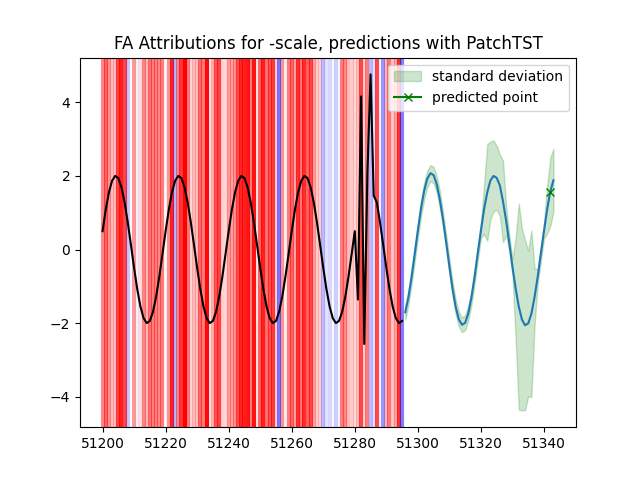 FA Attributions for -scale, predictions with PatchTST
standard deviation
predicted point
4
2
0
−2
−4
51200 51220 51240 51260 51280 51300 51320 51340